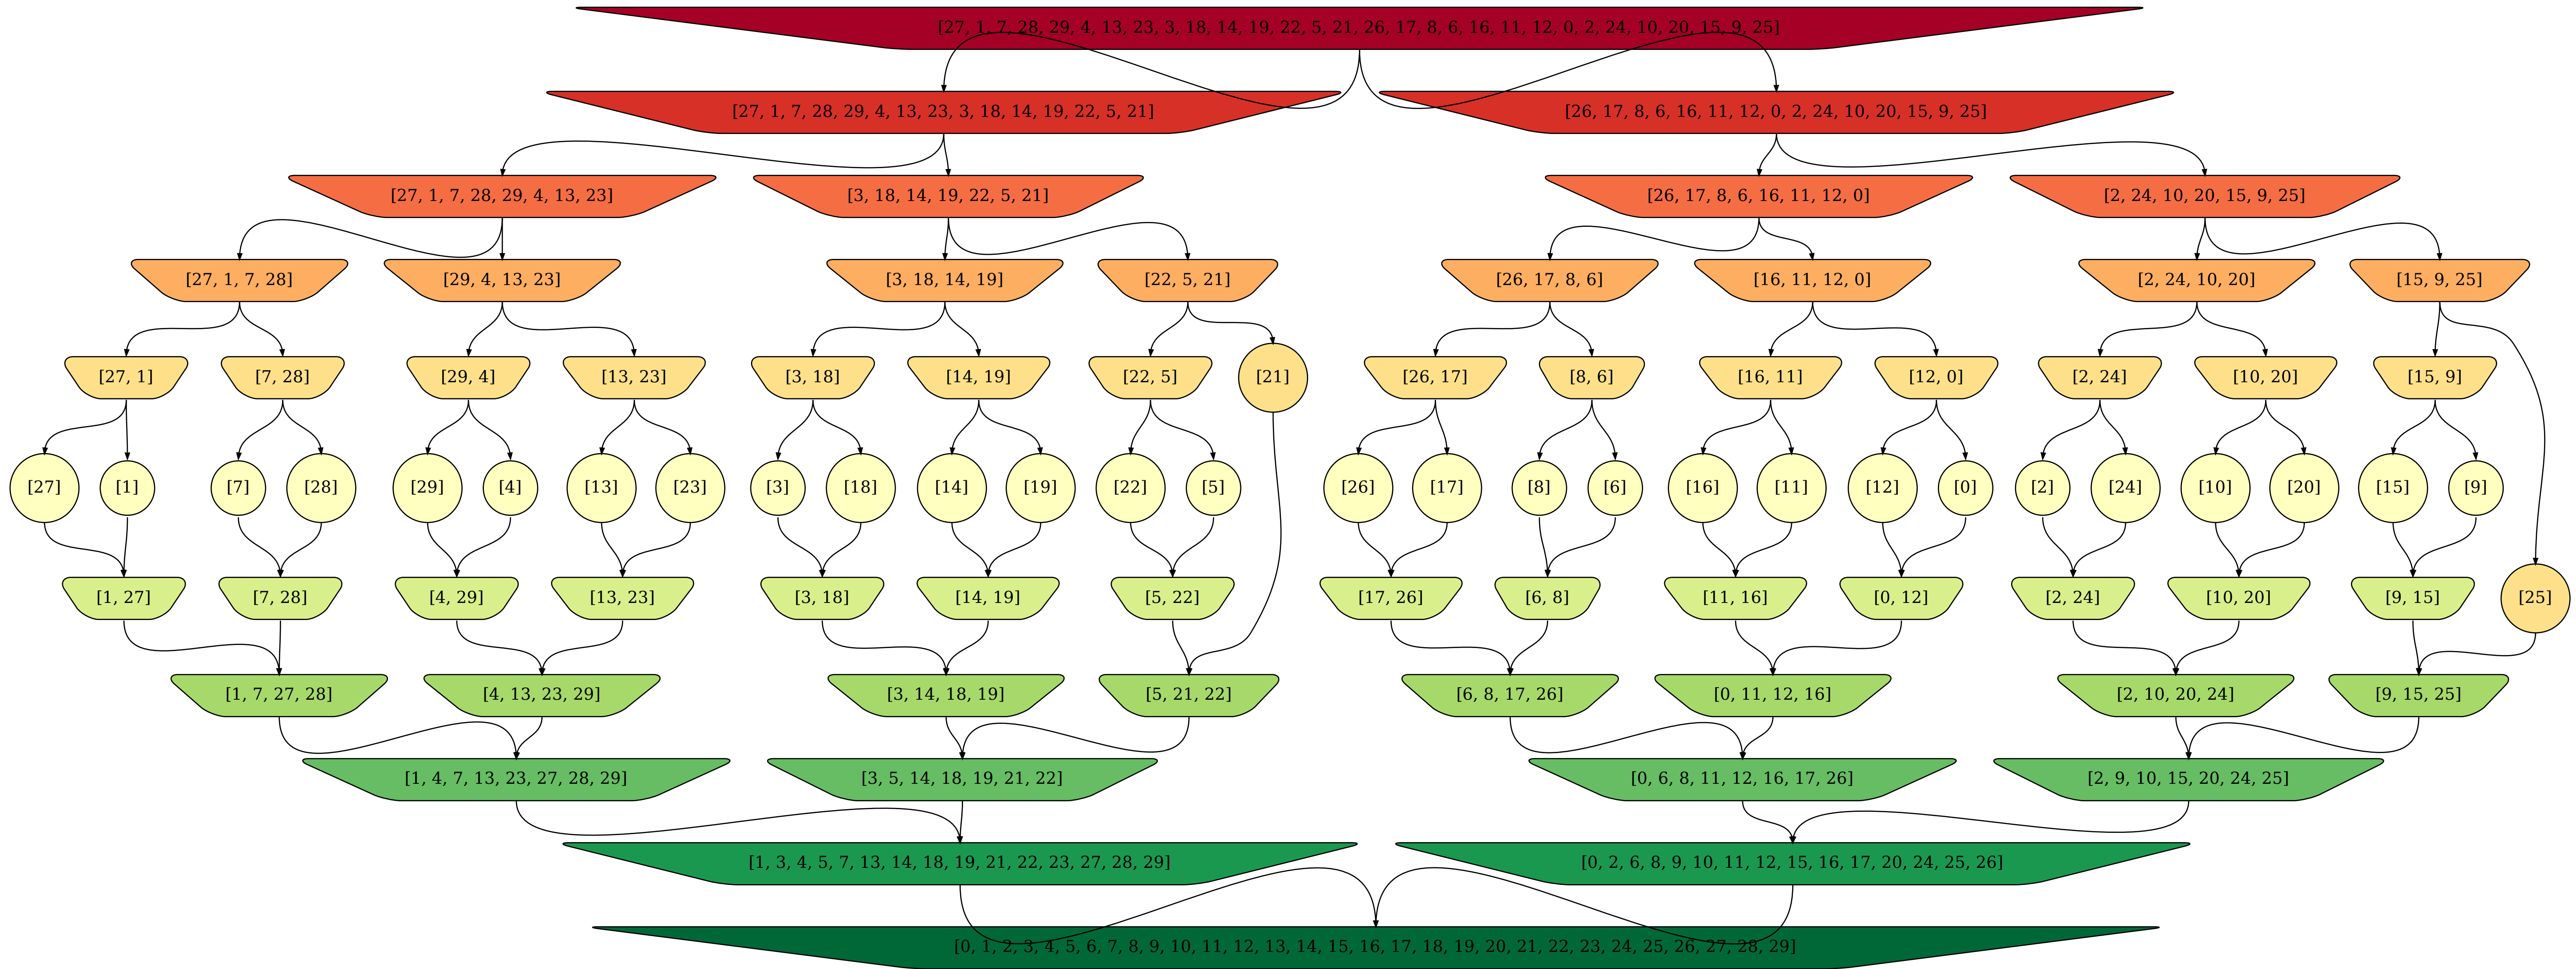 [27, 1, 7, 28, 29, 4, 13, 23, 3, 18, 14, 19, 22, 5, 21, 26, 17, 8, 6, 16, 11, 12, 0, 2, 24, 10, 20, 15, 9, 25]
[27, 1, 7, 28, 29, 4, 13, 23, 3, 18, 14, 19, 22, 5, 21]
[26, 17, 8, 6, 16, 11, 12, 0, 2, 24, 10, 20, 15, 9, 25]
[27, 1, 7, 28, 29, 4, 13, 23]
[3, 18, 14, 19, 22, 5, 21]
[26, 17, 8, 6, 16, 11, 12, 0]
[2, 24, 10, 20, 15, 9, 25]
[27, 1, 7, 28]
[29, 4, 13, 23]
[3, 18, 14, 19]
[22, 5, 21]
[26, 17, 8, 6]
[16, 11, 12, 0]
[2, 24, 10, 20]
[15, 9, 25]
[27, 1]
[7, 28]
[29, 4]
[13, 23]
[3, 18]
[14, 19]
[22, 5]
[21]
[26, 17]
[8, 6]
[16, 11]
[12, 0]
[2, 24]
[10, 20]
[15, 9]
[27]
[1]
[7]
[28]
[29]
[4]
[13]
[23]
[3]
[18]
[14]
[19]
[22]
[5]
[26]
[17]
[8]
[6]
[16]
[11]
[12]
[0]
[2]
[24]
[10]
[20]
[15]
[9]
[1, 27]
[7, 28]
[4, 29]
[13, 23]
[3, 18]
[14, 19]
[5, 22]
[17, 26]
[6, 8]
[11, 16]
[0, 12]
[2, 24]
[10, 20]
[9, 15]
[25]
[1, 7, 27, 28]
[4, 13, 23, 29]
[3, 14, 18, 19]
[5, 21, 22]
[6, 8, 17, 26]
[0, 11, 12, 16]
[2, 10, 20, 24]
[9, 15, 25]
[1, 4, 7, 13, 23, 27, 28, 29]
[3, 5, 14, 18, 19, 21, 22]
[0, 6, 8, 11, 12, 16, 17, 26]
[2, 9, 10, 15, 20, 24, 25]
[1, 3, 4, 5, 7, 13, 14, 18, 19, 21, 22, 23, 27, 28, 29]
[0, 2, 6, 8, 9, 10, 11, 12, 15, 16, 17, 20, 24, 25, 26]
[0, 1, 2, 3, 4, 5, 6, 7, 8, 9, 10, 11, 12, 13, 14, 15, 16, 17, 18, 19, 20, 21, 22, 23, 24, 25, 26, 27, 28, 29]